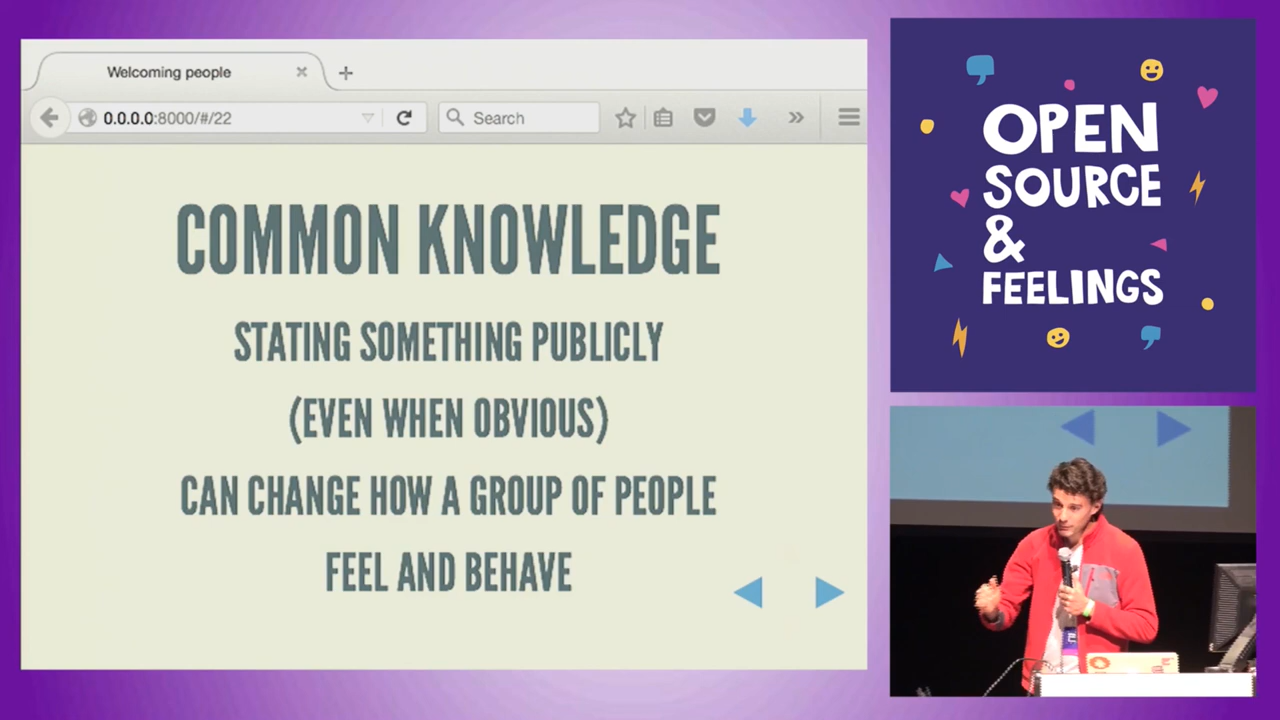 Welcoming people
0.0.0.0:8000/#/22
Search
COMMON KNOWLEDGE
STATING SOMETHING PUBLICLY
(EVEN WHEN OBVIOUS)
CAN CHANGE HOW A GROUP OF PEOPLE
FEEL AND BEHAVE
OPEN
SOURCE
&
FEELINGS